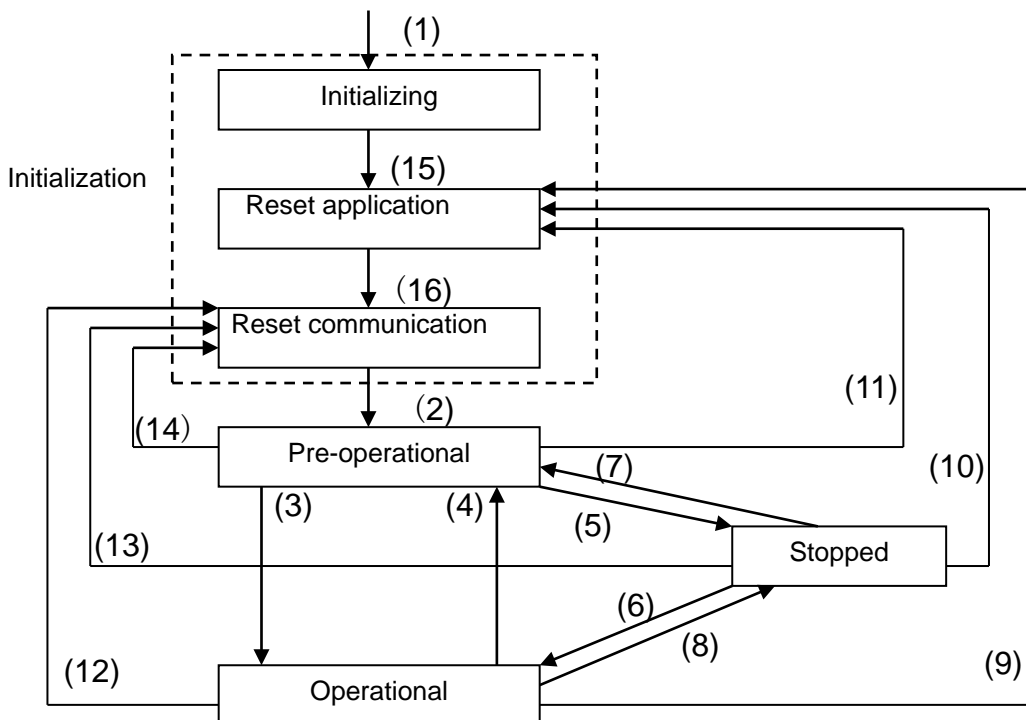 (1)
Initializing
Initialization
(15)
Reset application
（16)
Reset communication
(11)
（2)
(14）
Pre-operational
(7)
(10)
(3)
(4)
(5)
(13)
Stopped
(6)
(8)
(12)
(9)
Operational